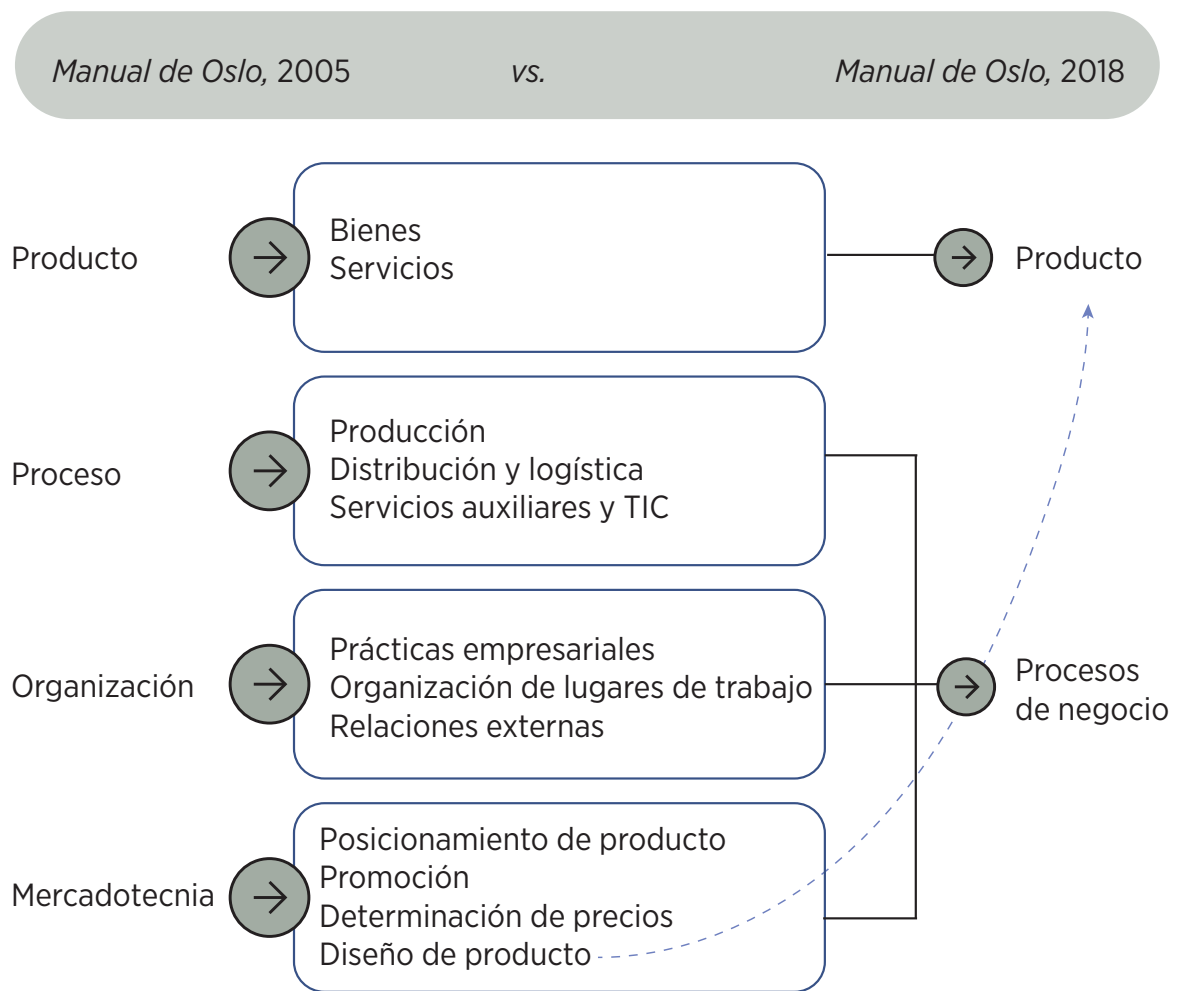 Manual de Oslo, 2005 vs. Manual de Oslo, 2018
Producto
Bienes
Servicios
Producto
Proceso
Producción
Distribución y logística
Servicios auxiliares y TIC
Organización
Prácticas empresariales
Organización de lugares de trabajo
Relaciones externas
Procesos
de negocio
Mercadotecnia
Posicionamiento de producto
Promoción
Determinación de precios
Diseño de producto